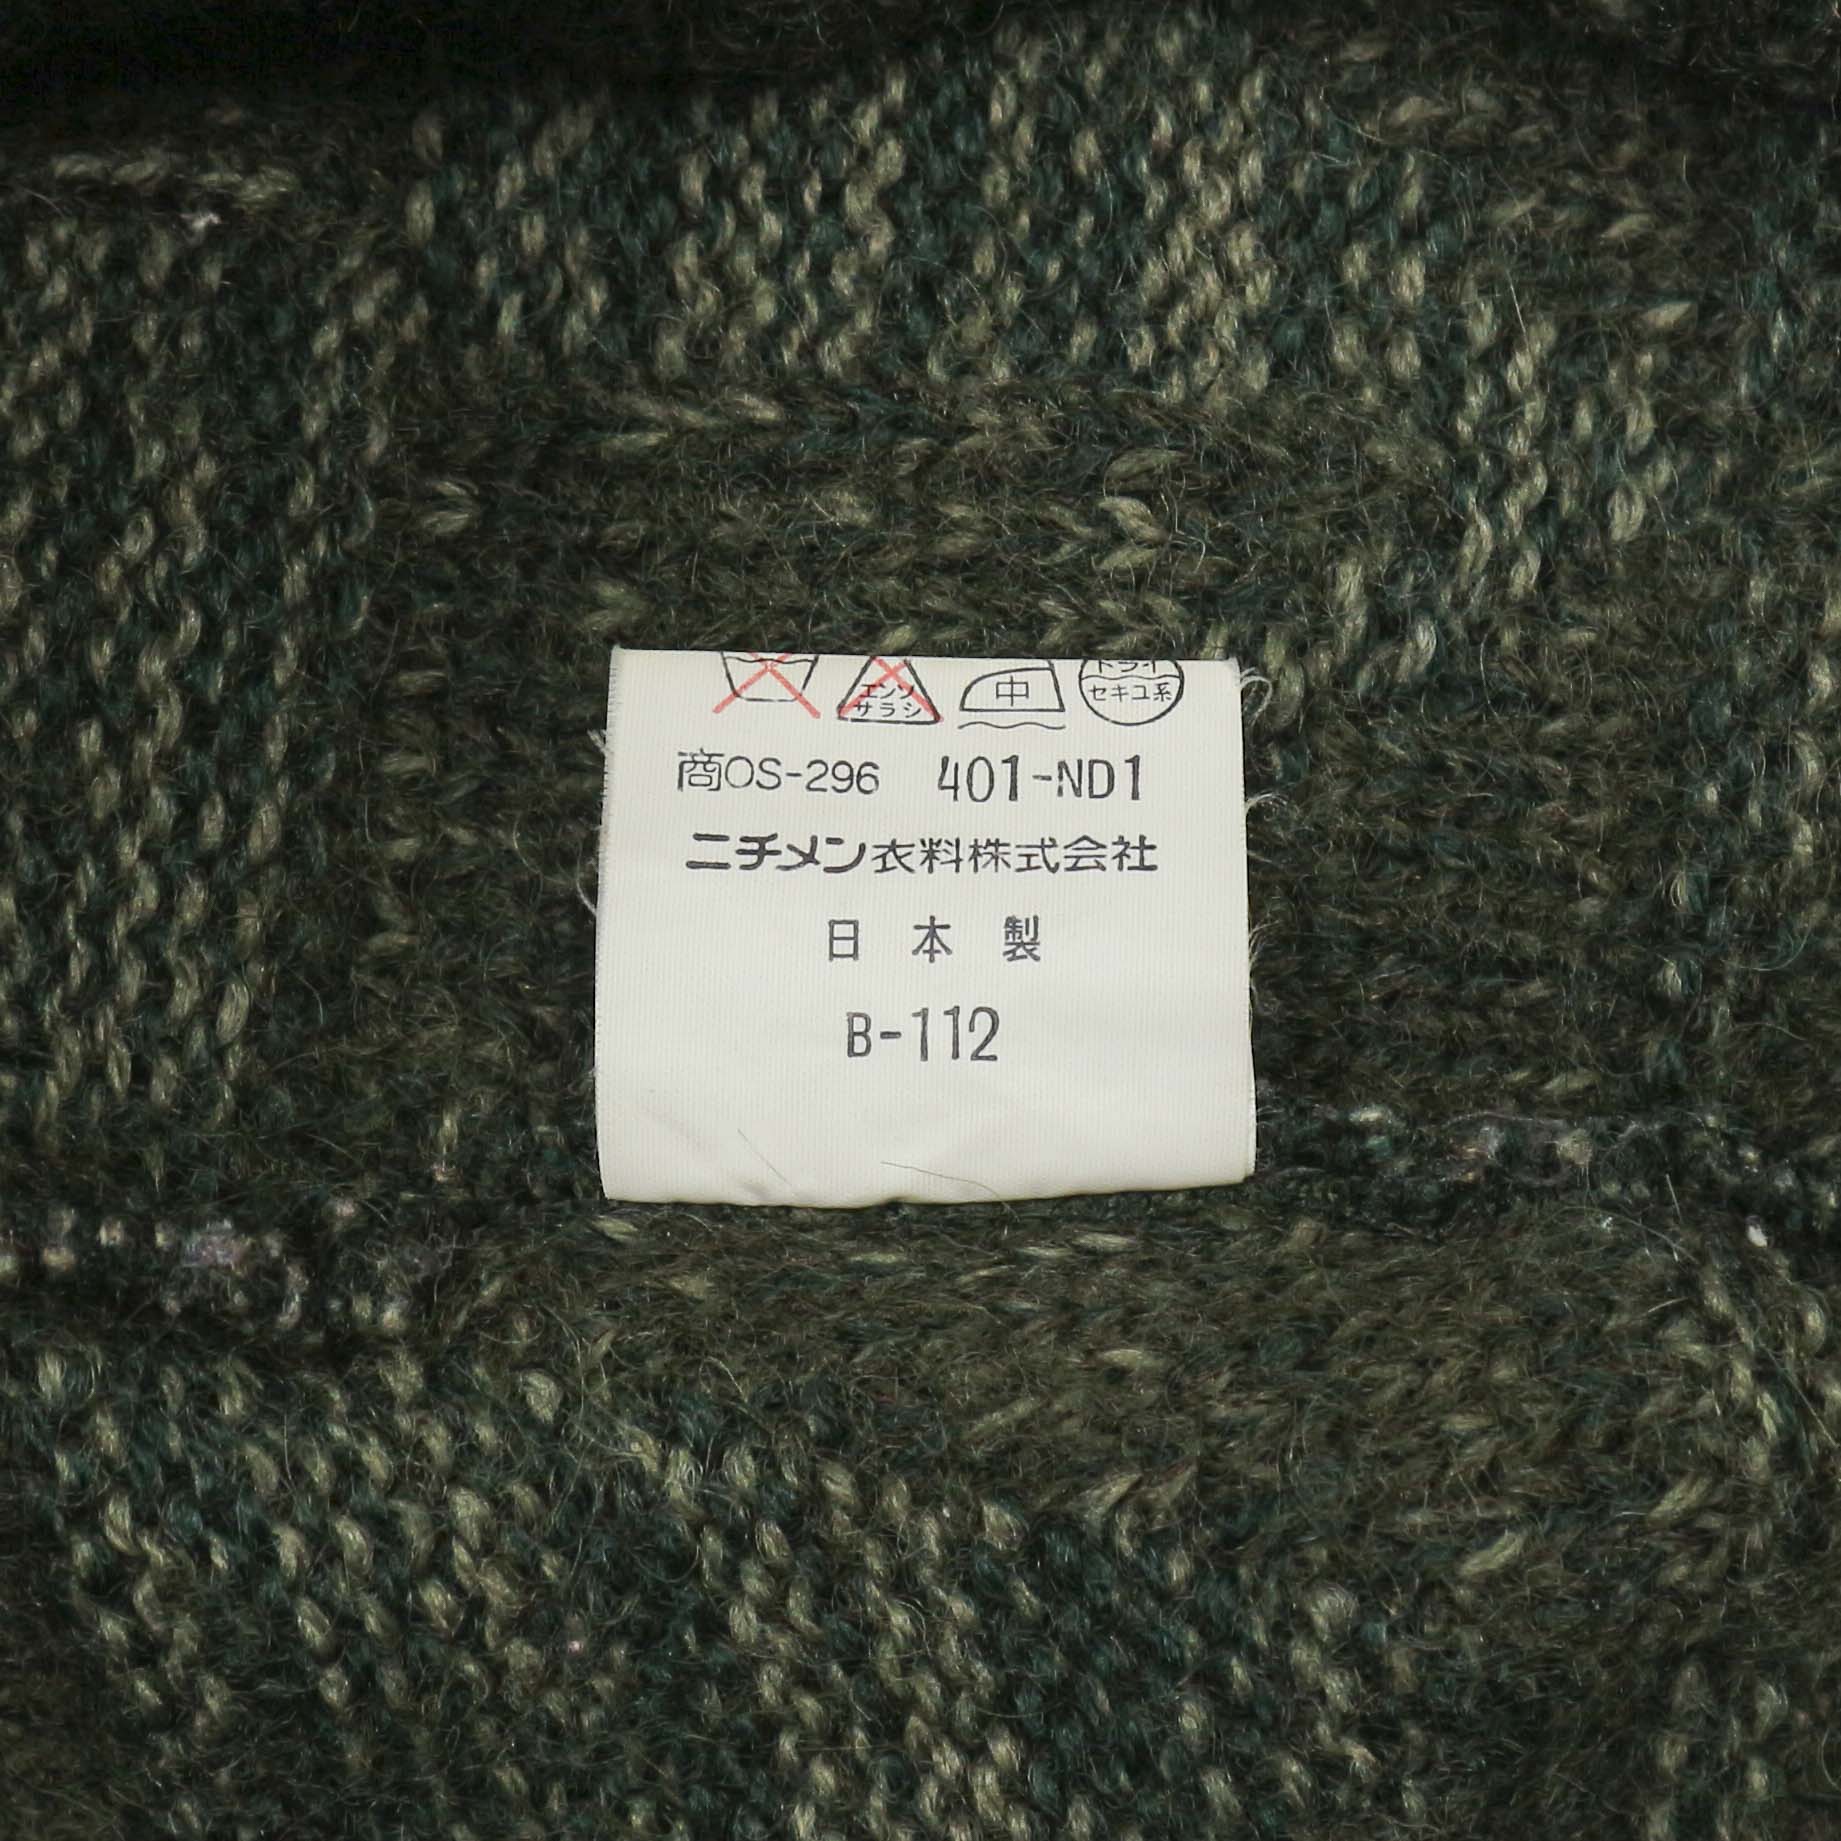 エンソ
サラシ
中
ドライ
セキユ系
商OS-296 401-ND1
ニチメン衣料株式会社
日本製
B-112